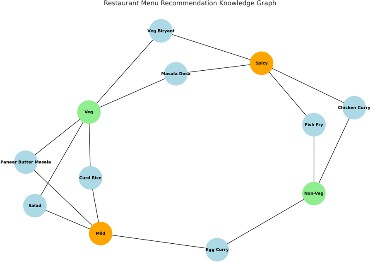 Restaurant Menu Recommendation Knowledge Graph
Veg Biryani
Spicy
Masala Dosa
Chicken Curry
Veg
Fish Fry
Paneer Butter Masala
Curd Rice
Non-Veg
Salad
Mild
Egg Curry